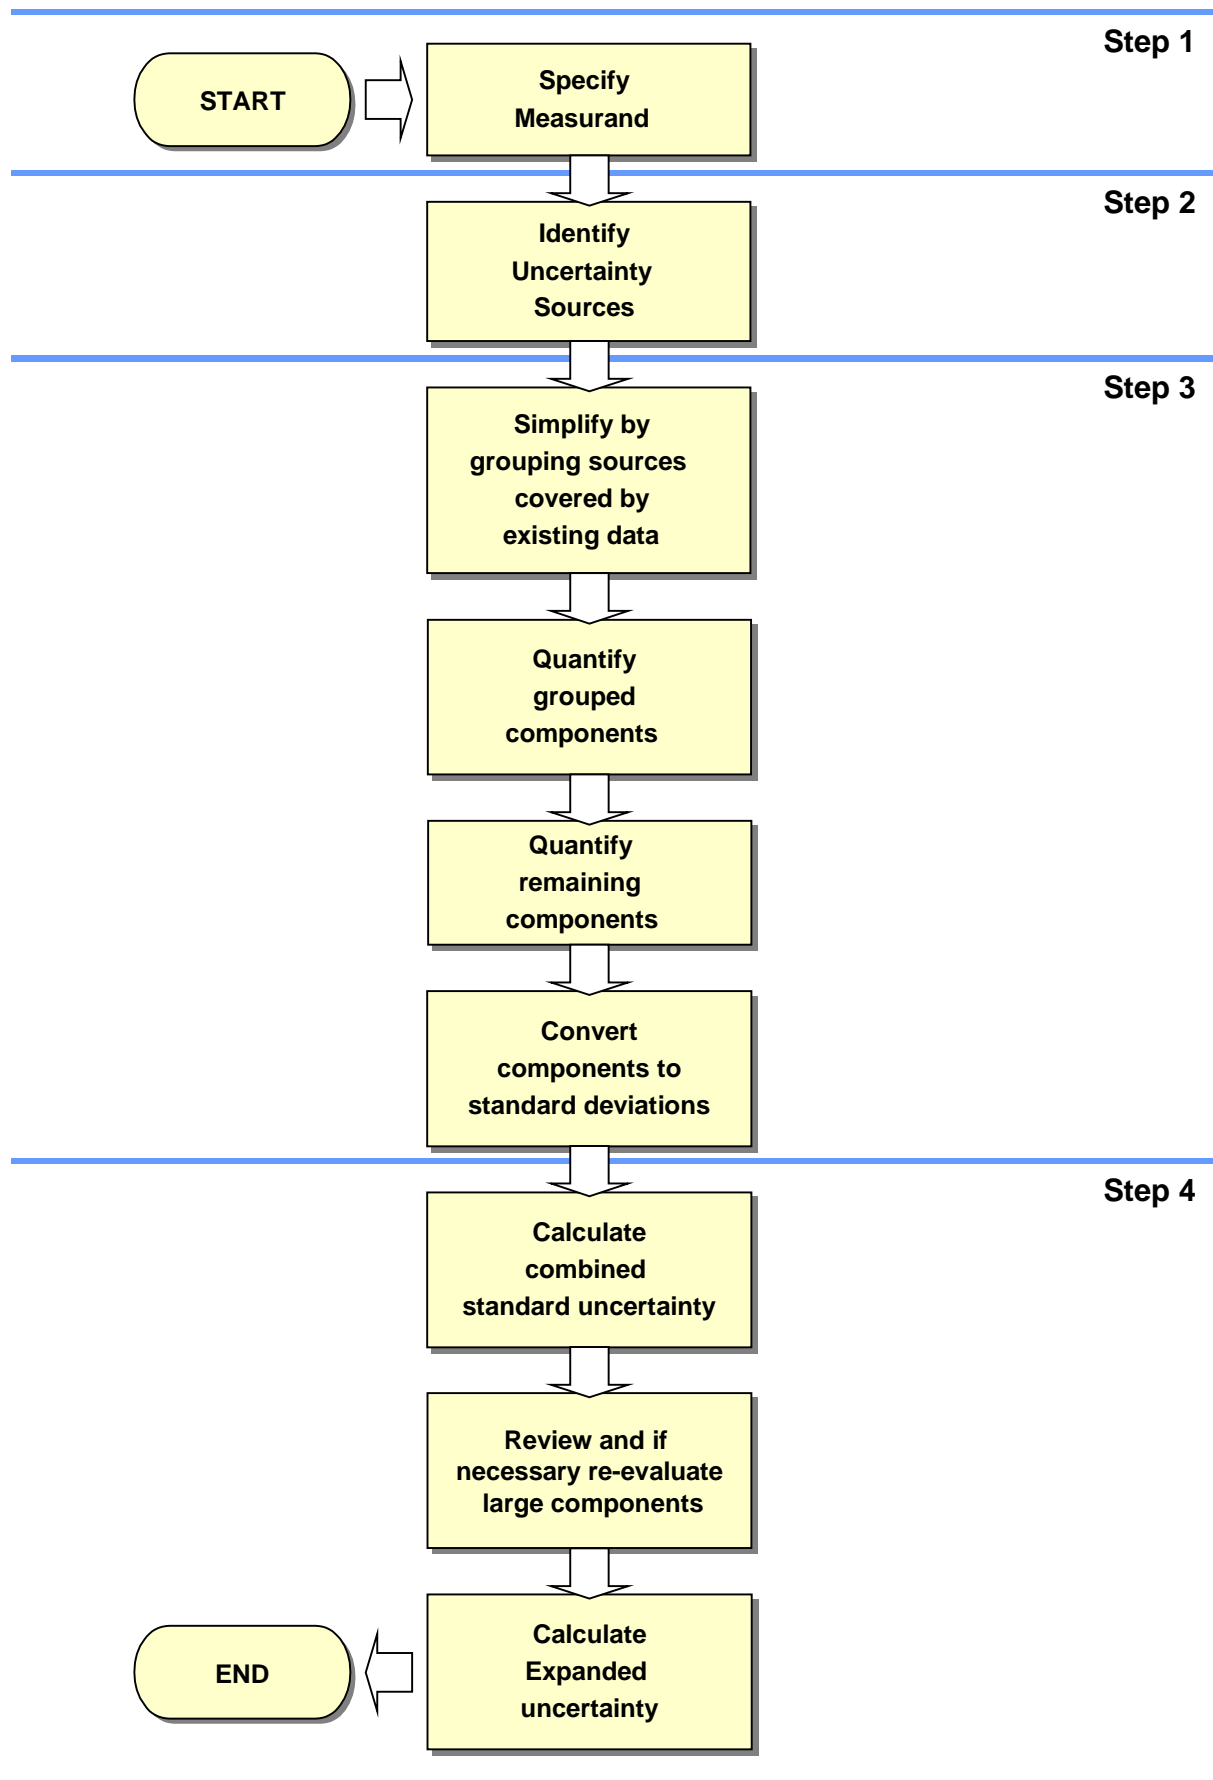 Step 1
START
Specify
Measurand
Step 2
Identify
Uncertainty
Sources
Step 3
Simplify by
grouping sources
covered by
existing data
Quantify
grouped
components
Quantify
remaining
components
Convert
components to
standard deviations
Step 4
Calculate
combined
standard uncertainty
Review and if
necessary re-evaluate
large components
Calculate
Expanded
uncertainty
END